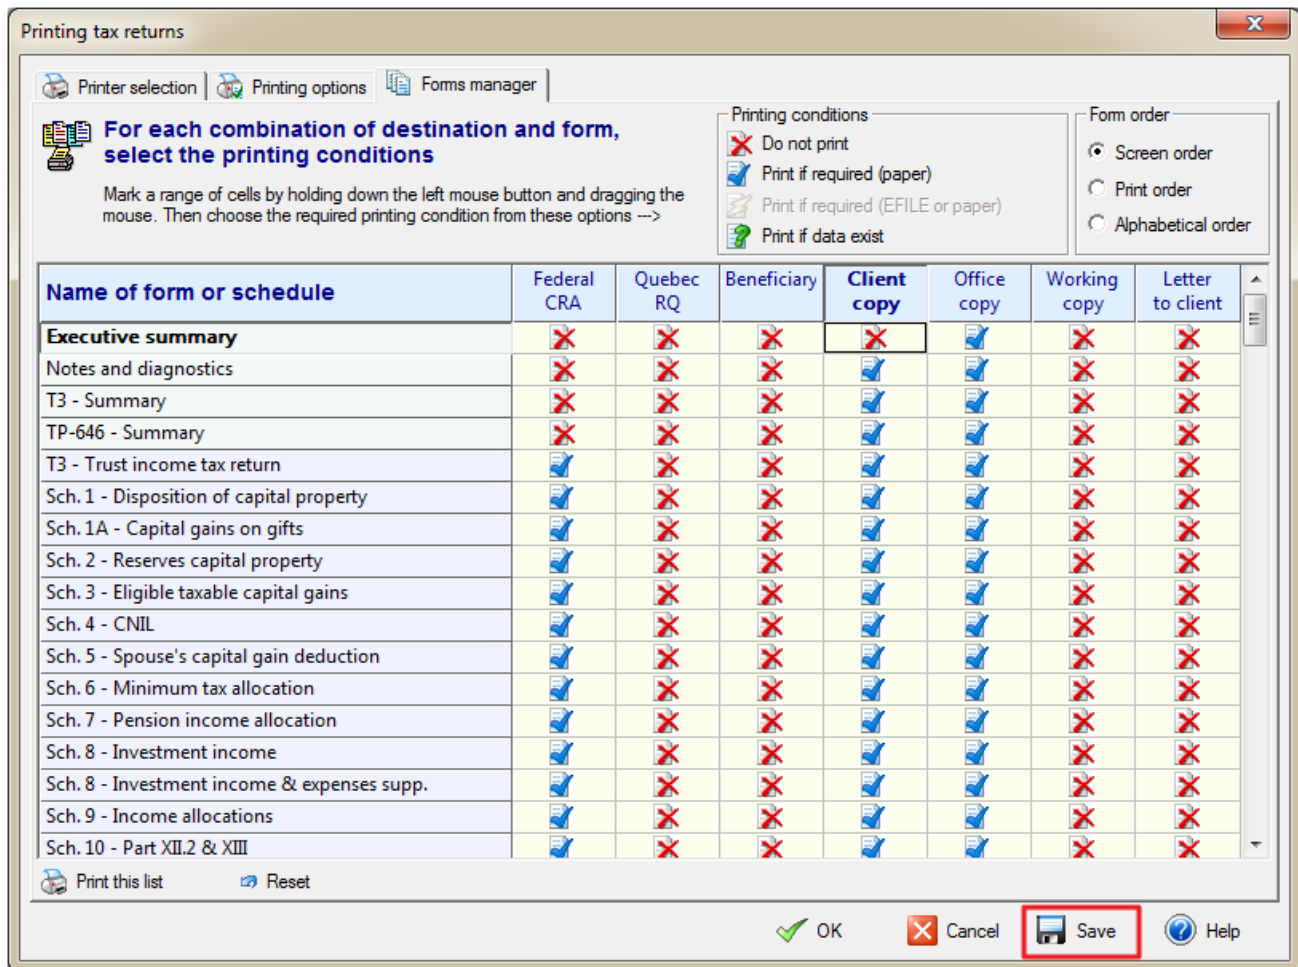 Printing tax returns
Printer selection
Printing options
Forms manager
For each combination of destination and form,
select the printing conditions
Mark a range of cells by holding down the left mouse button and dragging the
mouse. Then choose the required printing condition from these options --->
Printing conditions
Do not print
Print if required (paper)
Print if required (EFILE or paper)
Print if data exist
Form order
Screen order
Print order
Alphabetical order
Name of form or schedule
Federal
CRA
Quebec
RQ
Beneficiary
Client
copy
Office
copy
Working
copy
Letter
to client
Executive summary
Notes and diagnostics
T3 - Summary
TP-646 - Summary
T3 - Trust income tax return
Sch. 1 - Disposition of capital property
Sch. 1A - Capital gains on gifts
Sch. 2 - Reserves capital property
Sch. 3 - Eligible taxable capital gains
Sch. 4 - CNIL
Sch. 5 - Spouse's capital gain deduction
Sch. 6 - Minimum tax allocation
Sch. 7 - Pension income allocation
Sch. 8 - Investment income
Sch. 8 - Investment income & expenses supp.
Sch. 9 - Income allocations
Sch. 10 - Part XII.2 & XIII
Print this list
Reset
OK
Cancel
Save
Help